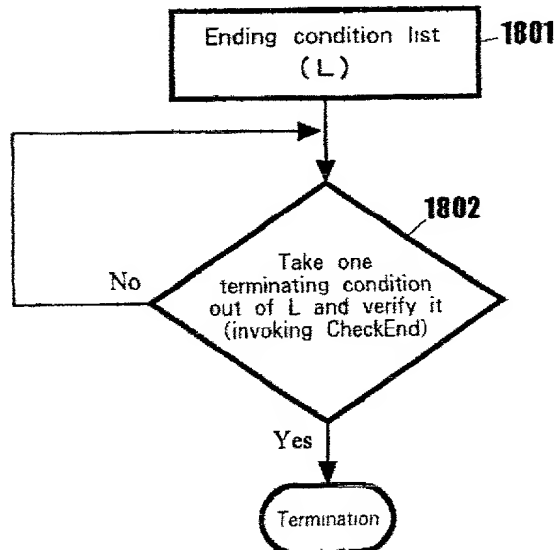 Ending condition list
(L)
1801
1802
Take one
terminating condition
out of L and verify it
(invoking CheckEnd)
No
Yes
Termination